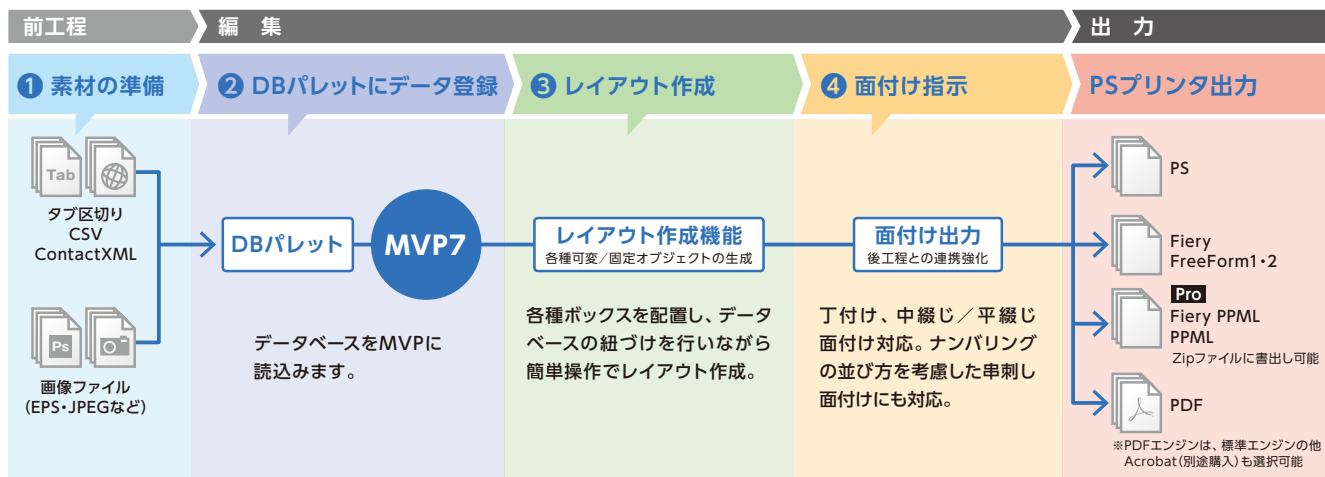 前工程
編 集
出 力
1 素材の準備
2 DBパレットにデータ登録
3 レイアウト作成
4 面付け指示
PSプリンタ出力
Tab
タブ区切り
CSV
ContactXML
Ps
画像ファイル
(EPS・JPEGなど)
DBパレット
MVP7
データベースをMVPに
読込みます。
レイアウト作成機能
各種可変／固定オブジェクトの生成
各種ボックスを配置し、データ
ベースの紐づけを行いながら
簡単操作でレイアウト作成。
面付け出力
後工程との連携強化
丁付け、中綴じ／平綴じ
面付け対応。ナンバリング
の並び方を考慮した串刺し
面付けにも対応。
PS
Fiery
FreeForm1・2
Pro
Fiery PPML
PPML
Zipファイルに書出し可能
PDF
※PDFエンジンは、標準エンジンの他
Acrobat(別途購入)も選択可能